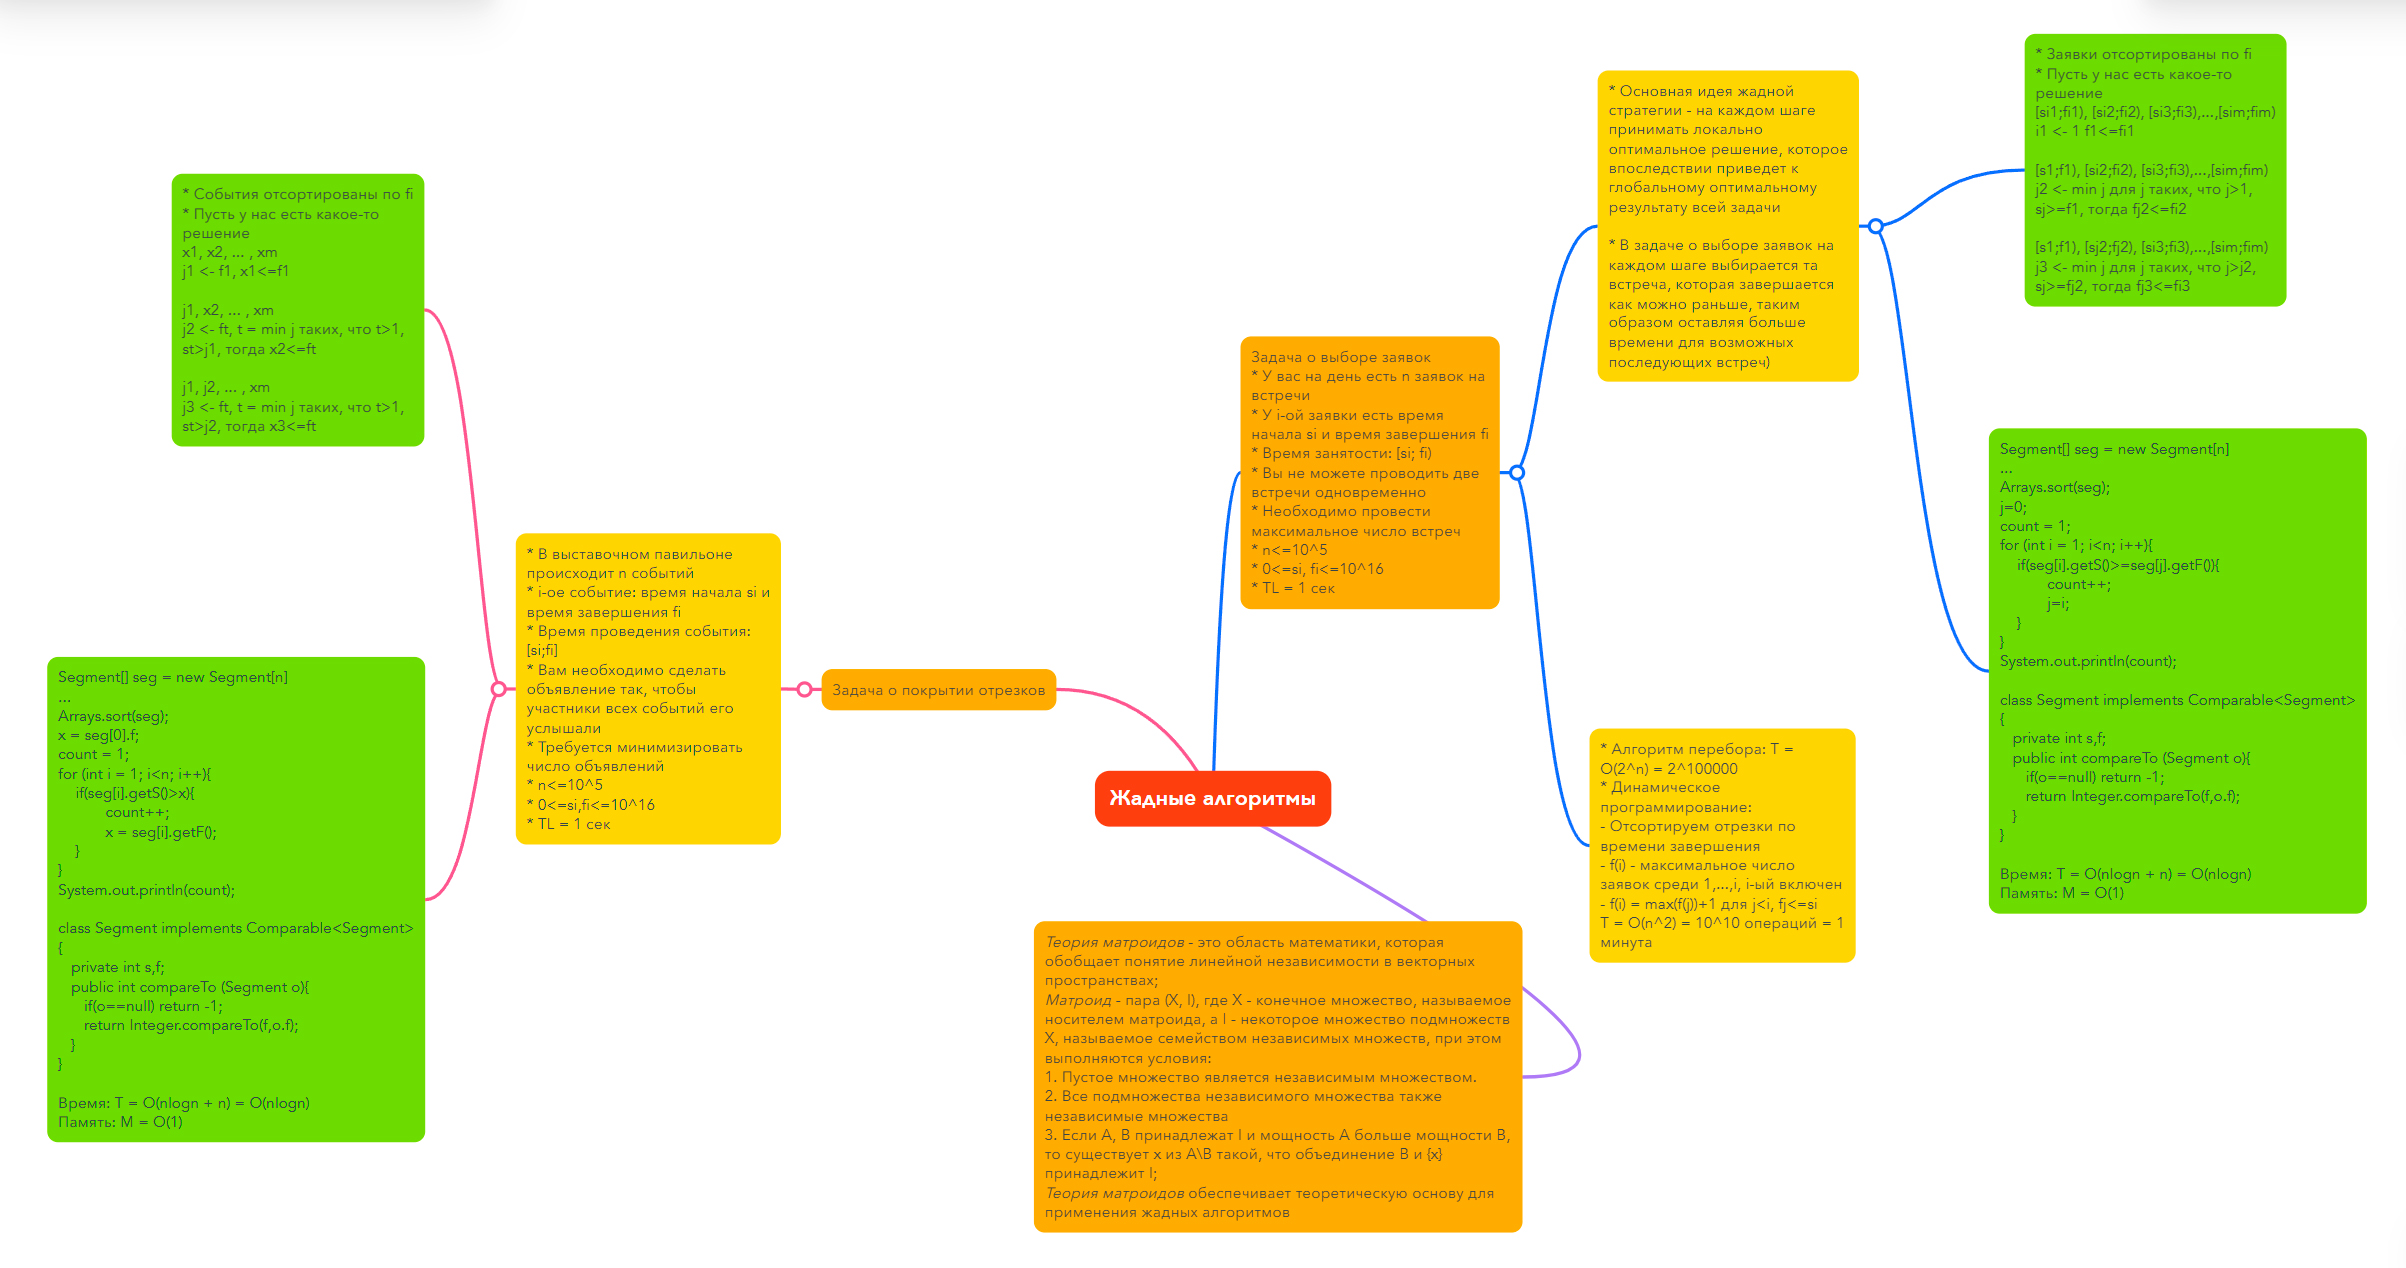 * События отсортированы по fi
* Пусть у нас есть какое-то
решение
x1, x2, ... , xm
j1 <- f1, x1<=f1
j1, x2, ... , xm
j2 <- ft, t = min j таких, что t>1,
st>j1, тогда x2<=ft
j1, j2, ... , xm
j3 <- ft, t = min j таких, что t>1,
st>j2, тогда x3<=ft
Segment[] seg = new Segment[n]
...
Arrays.sort(seg);
x = seg[0].f;
count = 1;
for (int i = 1; i<n; i++){
if(seg[i].getS()>x){
count++;
x = seg[i].getF();
}
}
System.out.println(count);
class Segment implements Comparable<Segment>
{
private int s,f;
public int compareTo (Segment o){
if(o==null) return -1;
return Integer.compareTo(f,o.f);
}
}
Время: T = O(nlogn + n) = O(nlogn)
Память: M = O(1)
* В выставочном павильоне
происходит n событий
* i-ое событие: время начала si и
время завершения fi
* Время проведения события:
[si;fi]
* Вам необходимо сделать
объявление так, чтобы
участники всех событий его
услышали
* Требуется минимизировать
число объявлений
* n<=10^5
* 0<=si,fi<=10^16
* TL = 1 сек
Задача о покрытии отрезков
Жадные алгоритмы
Теория матроидов - это область математики, которая
обобщает понятие линейной независимости в векторных
пространствах;
Матроид - пара (X, I), где X - конечное множество, называемое
носителем матроида, а I - некоторое множество подмножеств
X, называемое семейством независимых множеств, при этом
выполняются условия:
1. Пустое множество является независимым множеством.
2. Все подмножества независимого множества также
независимые множества
3. Если A, B принадлежат I и мощность A больше мощности B,
то существует x из A\B такой, что объединение B и {x}
принадлежит I;
Теория матроидов обеспечивает теоретическую основу для
применения жадных алгоритмов
Задача о выборе заявок
* У вас на день есть n заявок на
встречи
* У i-ой заявки есть время
начала si и время завершения fi
* Время занятости: [si; fi)
* Вы не можете проводить две
встречи одновременно
* Необходимо провести
максимальное число встреч
* n<=10^5
* 0<=si, fi<=10^16
* TL = 1 сек
* Основная идея жадной
стратегии - на каждом шаге
принимать локально
оптимальное решение, которое
впоследствии приведет к
глобальному оптимальному
результату всей задачи
* В задаче о выборе заявок на
каждом шаге выбирается та
встреча, которая завершается
как можно раньше, таким
образом оставляя больше
времени для возможных
последующих встреч)
* Алгоритм перебора: T =
O(2^n) = 2^100000
* Динамическое
программирование:
- Отсортируем отрезки по
времени завершения
- f(i) - максимальное число
заявок среди 1,...,i, i-ый включен
- f(i) = max(f(j))+1 для j<i, fj<=si
T = O(n^2) = 10^10 операций = 1
минута
* Заявки отсортированы по fi
* Пусть у нас есть какое-то
решение
[si1;fi1), [si2;fi2), [si3;fi3),...,[sim;fim)
i1 <- 1 f1<=fi1
[s1;f1), [si2;fi2), [si3;fi3),...,[sim;fim)
j2 <- min j для j таких, что j>1,
sj>=f1, тогда fj2<=fi2
[s1;f1), [sj2;fj2), [si3;fi3),...,[sim;fim)
j3 <- min j для j таких, что j>j2,
sj>=fj2, тогда fj3<=fi3
Segment[] seg = new Segment[n]
...
Arrays.sort(seg);
j=0;
count = 1;
for (int i = 1; i<n; i++){
if(seg[i].getS()>=seg[j].getF()){
count++;
j=i;
}
}
System.out.println(count);
class Segment implements Comparable<Segment>
{
private int s,f;
public int compareTo (Segment o){
if(o==null) return -1;
return Integer.compareTo(f,o.f);
}
}
Время: T = O(nlogn + n) = O(nlogn)
Память: M = O(1)